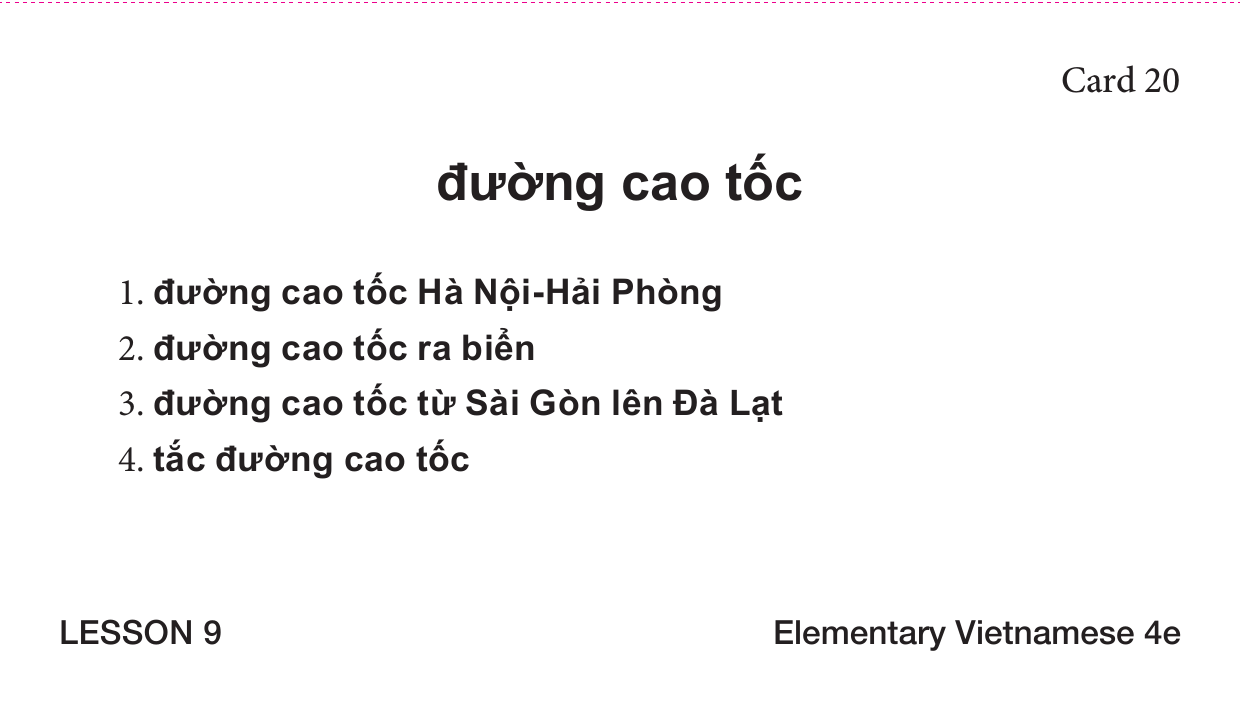 Card 20
đường cao tốc
1. đường cao tốc Hà Nội-Hải Phòng
2. đường cao tốc ra biển
3. đường cao tốc từ Sài Gòn lên Đà Lạt
4. tắc đường cao tốc
LESSON 9
Elementary Vietnamese 4e